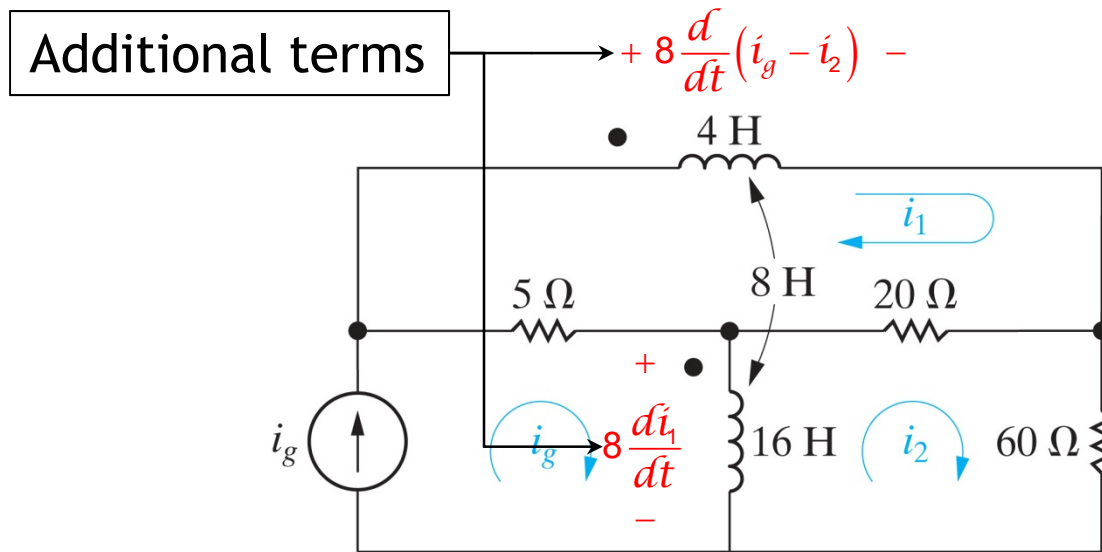 Additional terms
+ 8 d/dt (i_g − i_2) −
4 H
i_1
8 H
5 Ω
20 Ω
+
i_g
i_g
8 di_1/dt
16 H
i_2
60 Ω
−